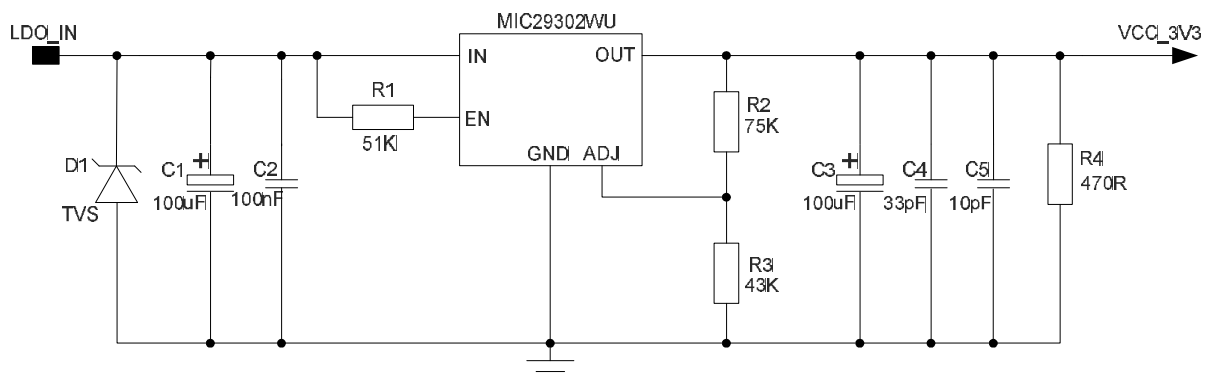 MIC29302WU
LDO_IN
VCC_3V3
IN
OUT
R1
EN
51K
GND
ADJ
R2
75K
D1
TVS
C1
100uF
C2
100nF
C3
100uF
C4
33pF
C5
10pF
R4
470R
R3
43K